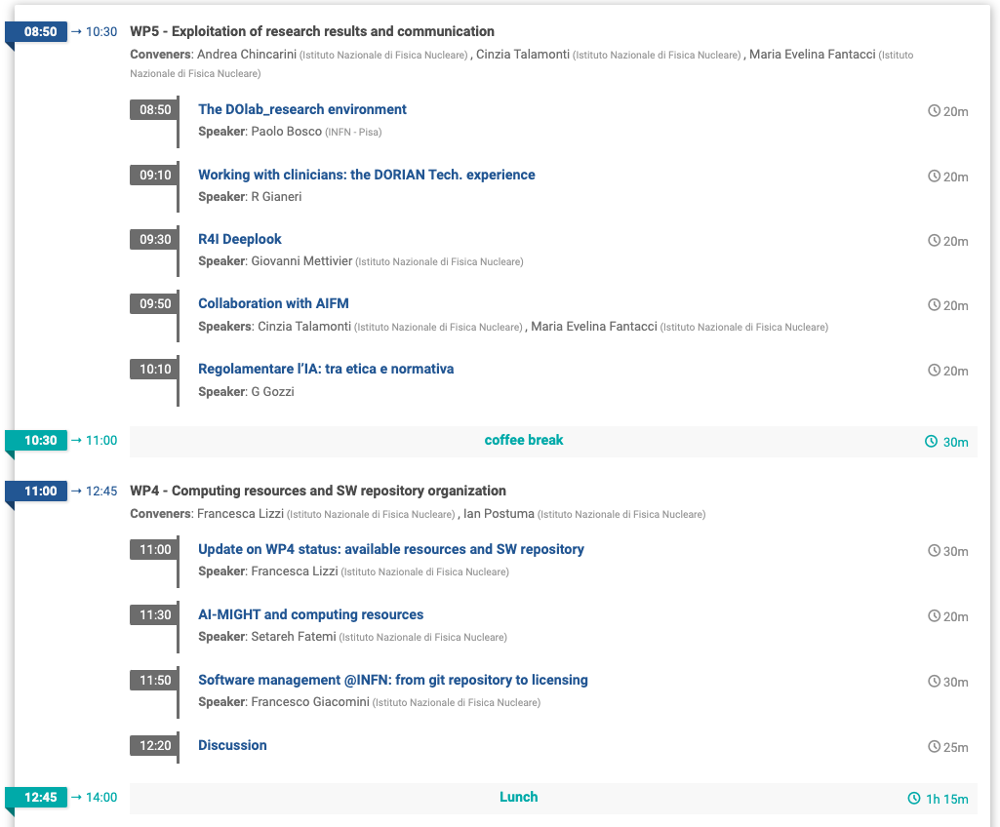 08:50 → 10:30 WP5 - Exploitation of research results and communication
Conveners: Andrea Chincarini (Istituto Nazionale di Fisica Nucleare) , Cinzia Talamonti (Istituto Nazionale di Fisica Nucleare) , Maria Evelina Fantacci (Istituto
Nazionale di Fisica Nucleare)
08:50 The DOlab_research environment 20m
Speaker: Paolo Bosco (INFN - Pisa)
09:10 Working with clinicians: the DORIAN Tech. experience 20m
Speaker: R Gianeri
09:30 R4I Deeplook 20m
Speaker: Giovanni Mettivier (Istituto Nazionale di Fisica Nucleare)
09:50 Collaboration with AIFM 20m
Speakers: Cinzia Talamonti (Istituto Nazionale di Fisica Nucleare) , Maria Evelina Fantacci (Istituto Nazionale di Fisica Nucleare)
10:10 Regolamentare l’IA: tra etica e normativa 20m
Speaker: G Gozzi
10:30 → 11:00 coffee break 30m
11:00 → 12:45 WP4 - Computing resources and SW repository organization
Conveners: Francesca Lizzi (Istituto Nazionale di Fisica Nucleare) , Ian Postuma (Istituto Nazionale di Fisica Nucleare)
11:00 Update on WP4 status: available resources and SW repository 30m
Speaker: Francesca Lizzi (Istituto Nazionale di Fisica Nucleare)
11:30 AI-MIGHT and computing resources 20m
Speaker: Setareh Fatemi (Istituto Nazionale di Fisica Nucleare)
11:50 Software management @INFN: from git repository to licensing 30m
Speaker: Francesco Giacomini (Istituto Nazionale di Fisica Nucleare)
12:20 Discussion 25m
12:45 → 14:00 Lunch 1h 15m